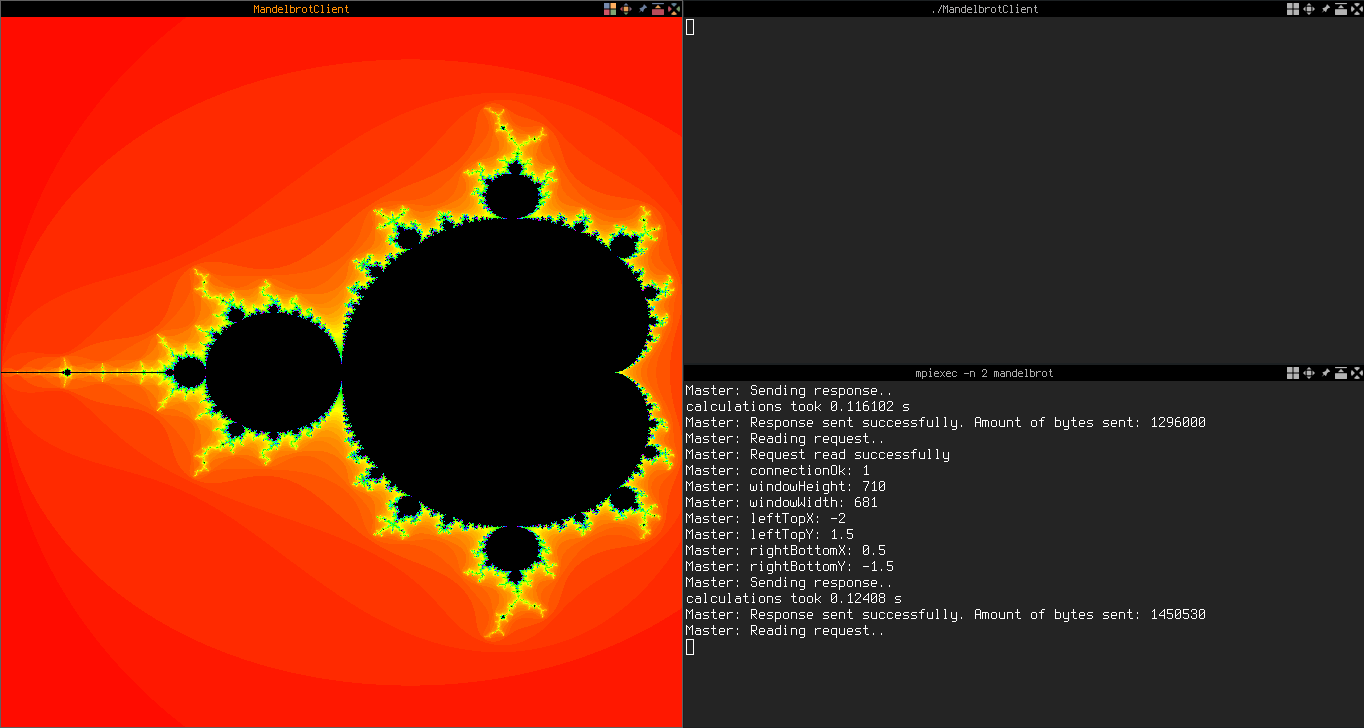 MandelbrotClient
./MandelbrotClient
mpiexec -n 2 mandelbrot
Master: Sending response..
calculations took 0.116102 s
Master: Response sent successfully. Amount of bytes sent: 1296000
Master: Reading request..
Master: Request read successfully
Master: connectionOk: 1
Master: windowHeight: 710
Master: windowWidth: 681
Master: leftTopX: -2
Master: leftTopY: 1.5
Master: rightBottomX: 0.5
Master: rightBottomY: -1.5
Master: Sending response..
calculations took 0.12408 s
Master: Response sent successfully. Amount of bytes sent: 1450530
Master: Reading request..